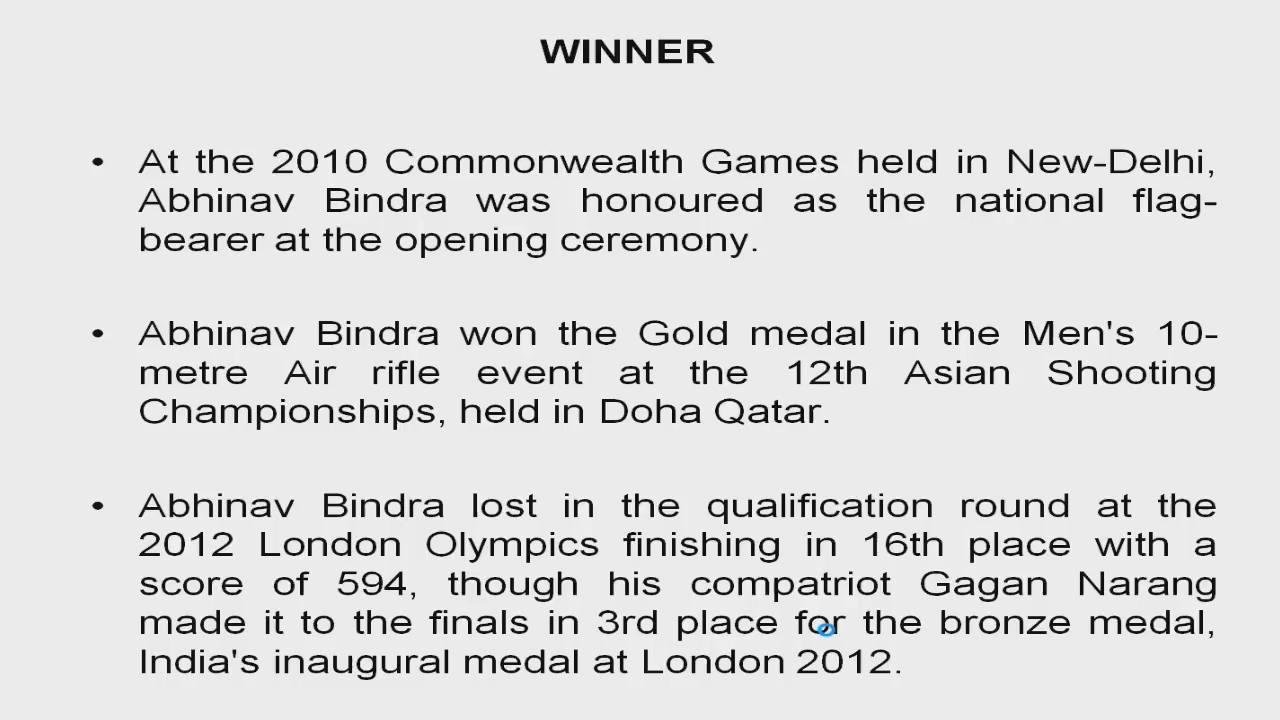 WINNER
• At the 2010 Commonwealth Games held in New-Delhi,
Abhinav Bindra was honoured as the national flag-
bearer at the opening ceremony.
• Abhinav Bindra won the Gold medal in the Men's 10-
metre Air rifle event at the 12th Asian Shooting
Championships, held in Doha Qatar.
• Abhinav Bindra lost in the qualification round at the
2012 London Olympics finishing in 16th place with a
score of 594, though his compatriot Gagan Narang
made it to the finals in 3rd place for the bronze medal,
India's inaugural medal at London 2012.